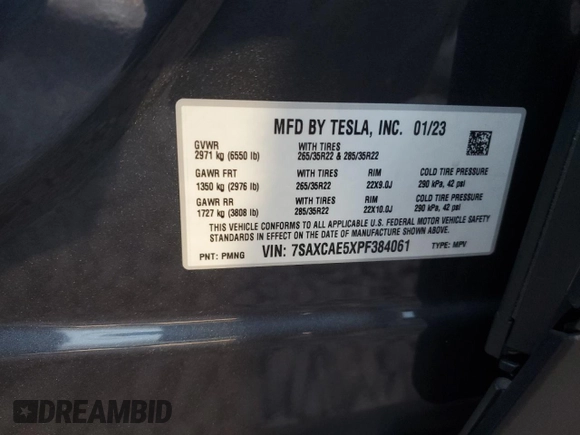 MFD BY TESLA, INC. 01/23
GVWR WITH TIRES
2971 kg (6550 lb) 265/35R22 & 285/35R22
GAWR FRT WITH TIRES RIM COLD TIRE PRESSURE
1350 kg (2976 lb) 265/35R22 22X9.0J 290 kPa, 42 psi
GAWR RR WITH TIRES RIM COLD TIRE PRESSURE
1727 kg (3808 lb) 285/35R22 22X10.0J 290 kPa, 42 psi
THIS VEHICLE CONFORMS TO ALL APPLICABLE U.S. FEDERAL MOTOR VEHICLE SAFETY
STANDARDS IN EFFECT ON THE DATE OF MANUFACTURE SHOWN ABOVE.
PNT: PMNG VIN: 7SAXCAE5XPF384061 TYPE: MPV
DREAMBID